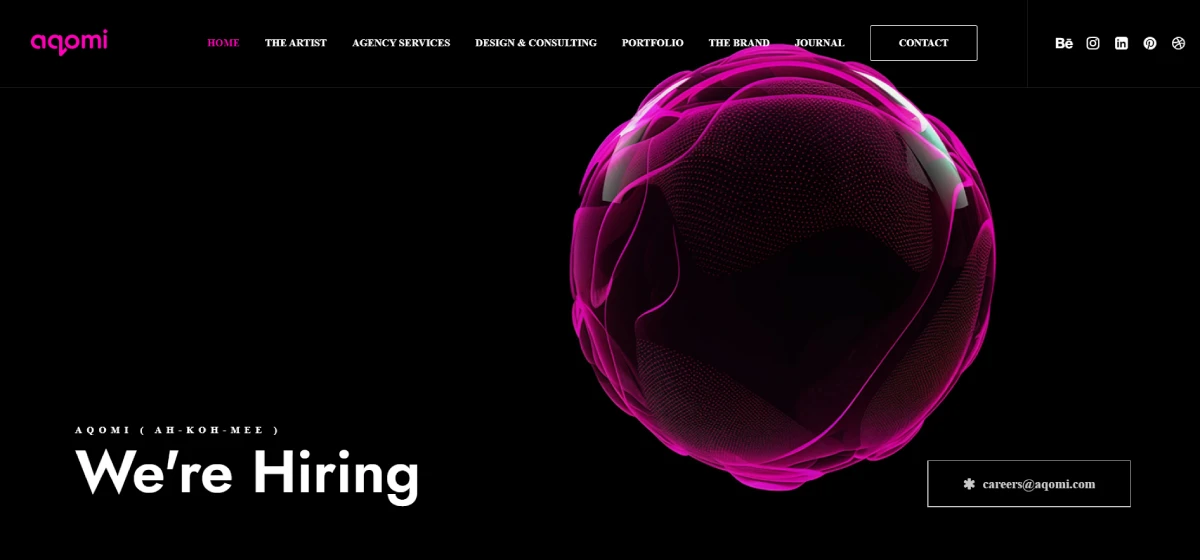 aqomi
HOME THE ARTIST AGENCY SERVICES DESIGN & CONSULTING PORTFOLIO THE BRAND JOURNAL CONTACT Bē
AQOMI ( AH-KOH-MEE )
We're Hiring
✱ careers@aqomi.com